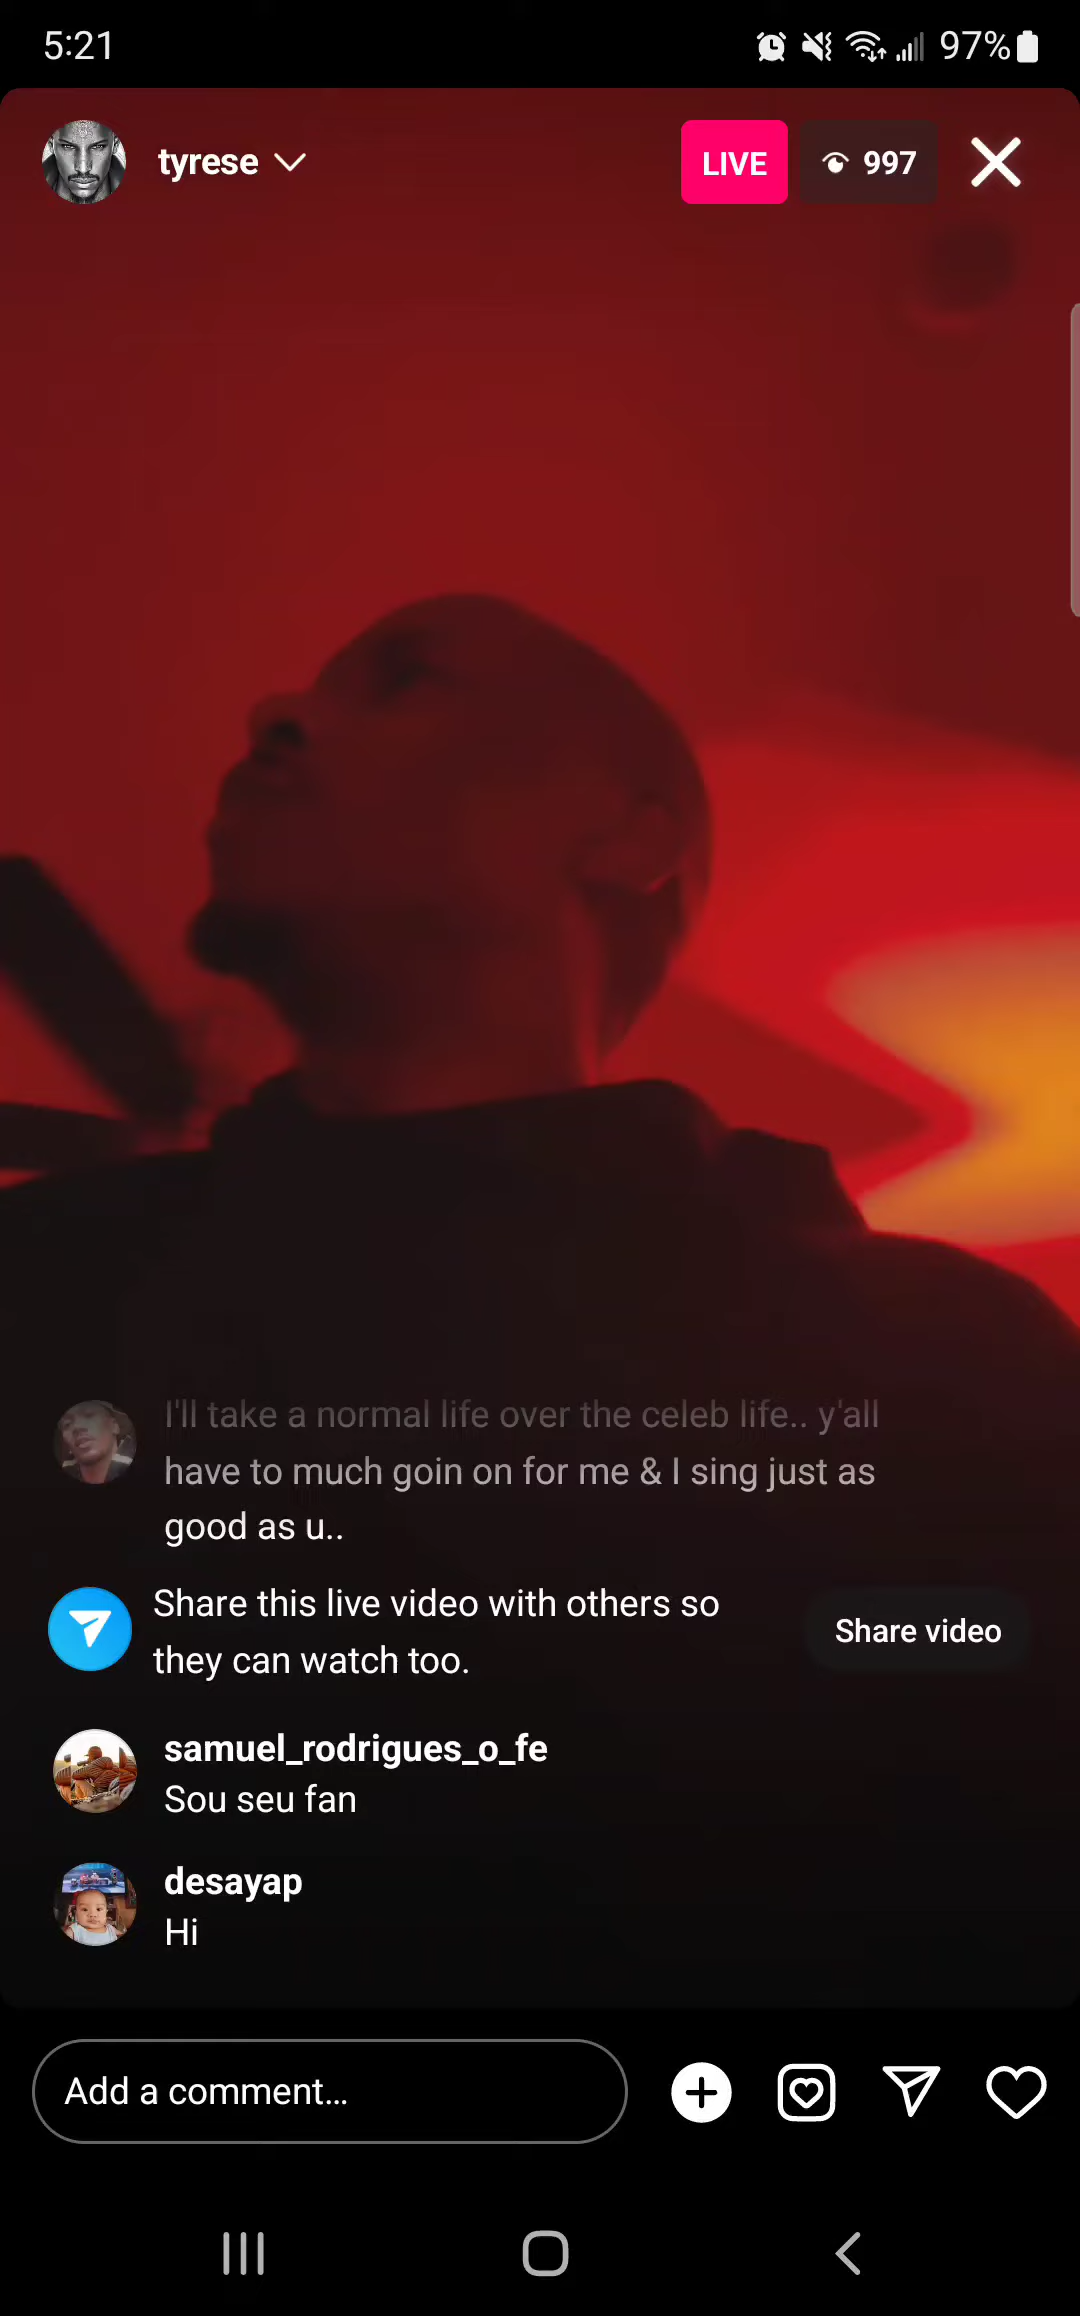 5:21
97%
tyrese
LIVE
997
I'll take a normal life over the celeb life.. y'all
have to much goin on for me & I sing just as
good as u..
Share this live video with others so
they can watch too.
Share video
samuel_rodrigues_o_fe
Sou seu fan
desayap
Hi
Add a comment...